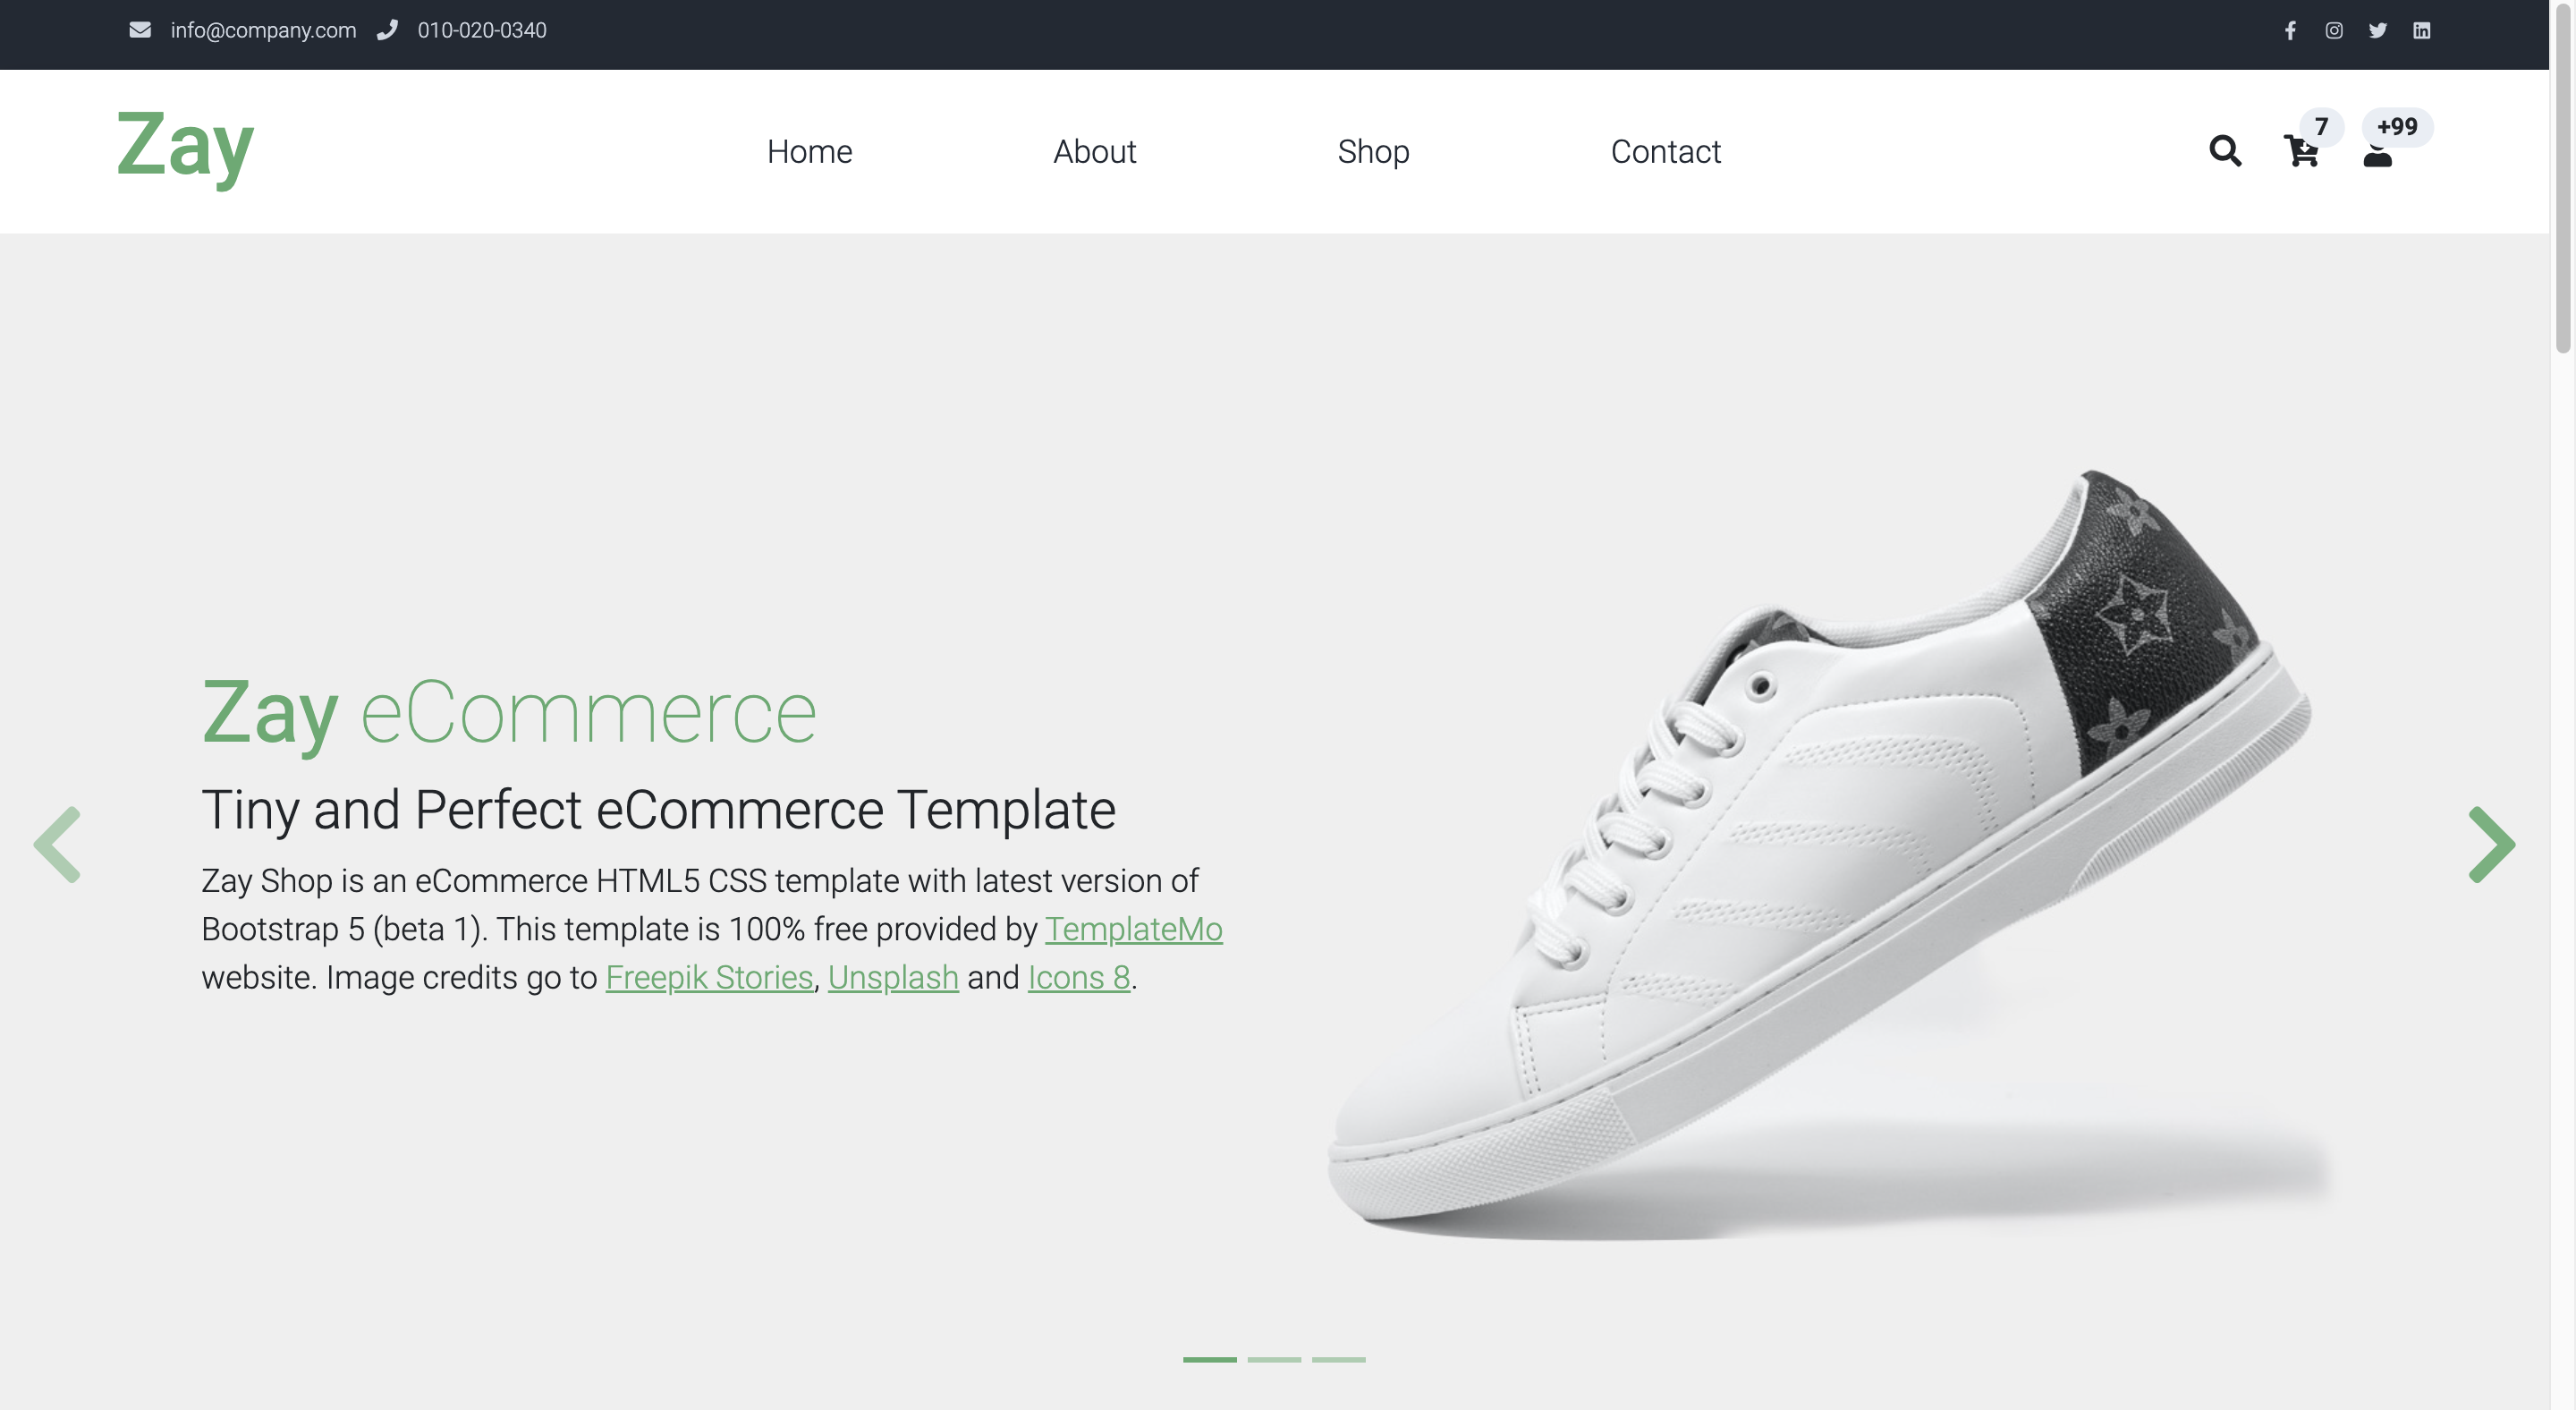 info@company.com 010-020-0340
Zay
Home About Shop Contact
7 +99
Zay eCommerce
Tiny and Perfect eCommerce Template
Zay Shop is an eCommerce HTML5 CSS template with latest version of
Bootstrap 5 (beta 1). This template is 100% free provided by TemplateMo
website. Image credits go to Freepik Stories, Unsplash and Icons 8.